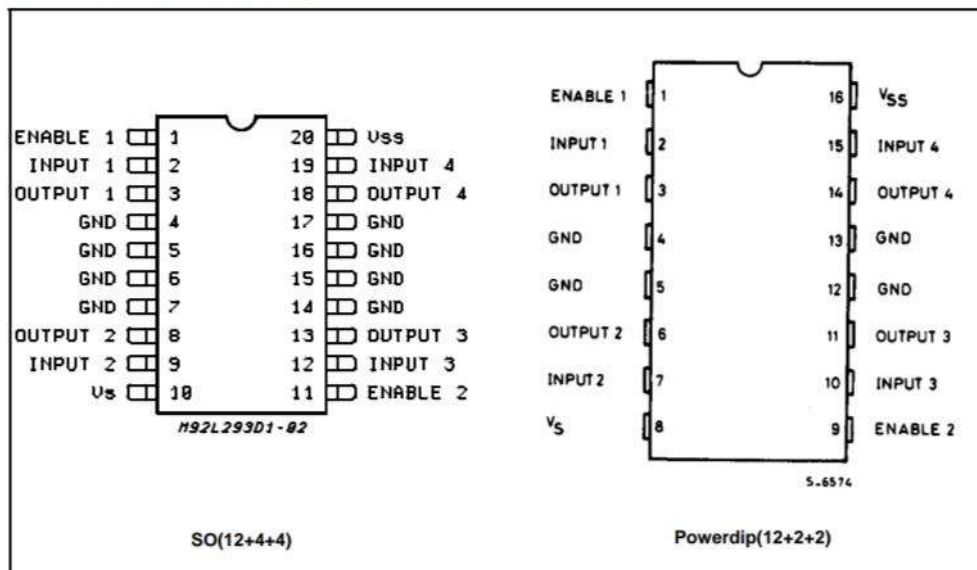 ENABLE 1 1 20 Vss
INPUT 1 2 19 INPUT 4
OUTPUT 1 3 18 OUTPUT 4
GND 4 17 GND
GND 5 16 GND
GND 6 15 GND
GND 7 14 GND
OUTPUT 2 8 13 OUTPUT 3
INPUT 2 9 12 INPUT 3
Vs 10 11 ENABLE 2
M92L293D1-02
SO(12+4+4)
ENABLE 1 1 16 VSS
INPUT 1 2 15 INPUT 4
OUTPUT 1 3 14 OUTPUT 4
GND 4 13 GND
GND 5 12 GND
OUTPUT 2 6 11 OUTPUT 3
INPUT 2 7 10 INPUT 3
VS 8 9 ENABLE 2
S-6574
Powerdip(12+2+2)